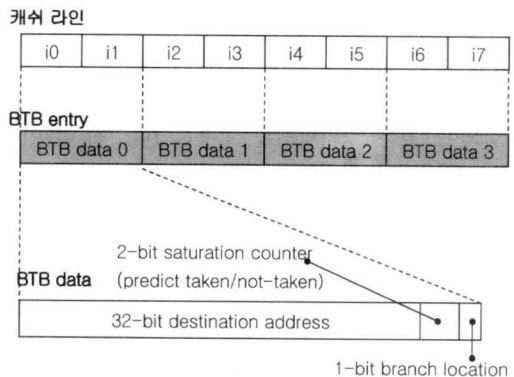 캐쉬 라인
i0 i1 i2 i3 i4 i5 i6 i7
BTB entry
BTB data 0 BTB data 1 BTB data 2 BTB data 3
2-bit saturation counter
BTB data (predict taken/not-taken)
32-bit destination address
1-bit branch location